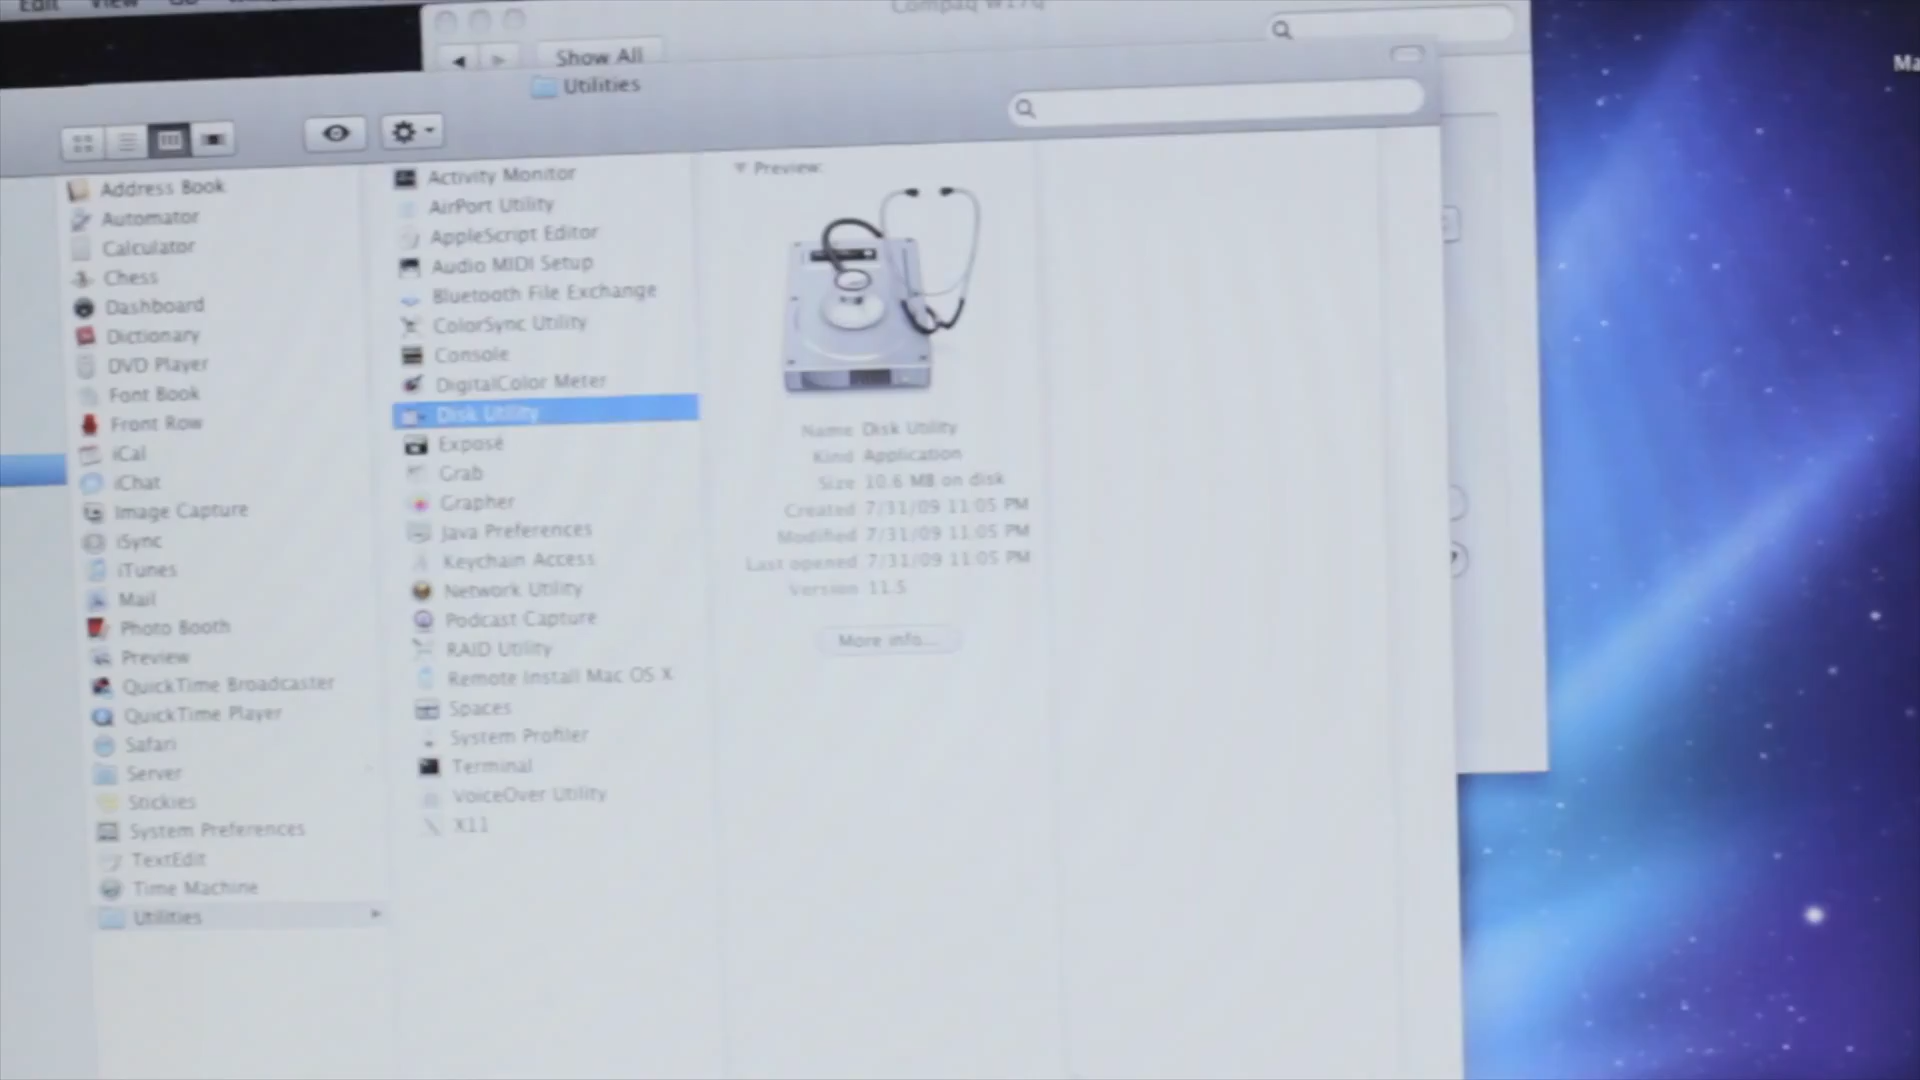 Edit View Go
Compaq W17q
Show All
Utilities
Address Book
Automator
Calculator
Chess
Dashboard
Dictionary
DVD Player
Font Book
Front Row
iCal
iChat
Image Capture
iSync
iTunes
Mail
Photo Booth
Preview
QuickTime Broadcaster
QuickTime Player
Safari
Server
Stickies
System Preferences
TextEdit
Time Machine
Utilities
Activity Monitor
AirPort Utility
AppleScript Editor
Audio MIDI Setup
Bluetooth File Exchange
ColorSync Utility
Console
DigitalColor Meter
Disk Utility
Exposé
Grab
Grapher
Java Preferences
Keychain Access
Network Utility
Podcast Capture
RAID Utility
Remote Install Mac OS X
Spaces
System Profiler
Terminal
VoiceOver Utility
X11
Preview:
Name Disk Utility
Kind Application
Size 10.6 MB on disk
Created 7/31/09 11:05 PM
Modified 7/31/09 11:05 PM
Last opened 7/31/09 11:05 PM
Version 11.5
More info...